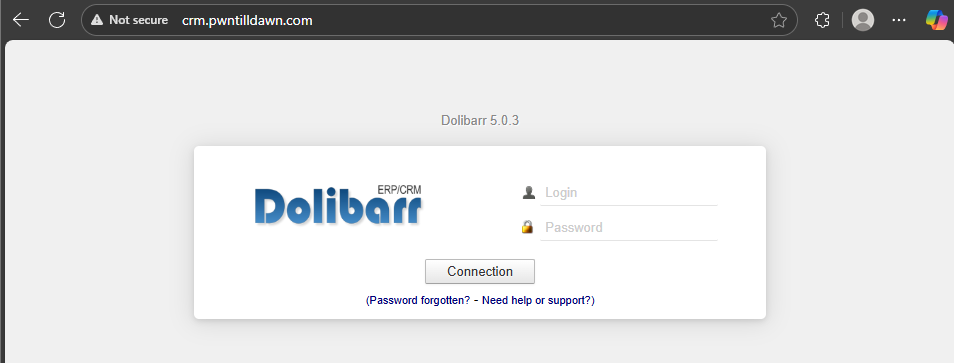 Not secure crm.pwntilldawn.com
Dolibarr 5.0.3
ERP/CRM
Dolibarr
Login
Password
Connection
(Password forgotten? - Need help or support?)